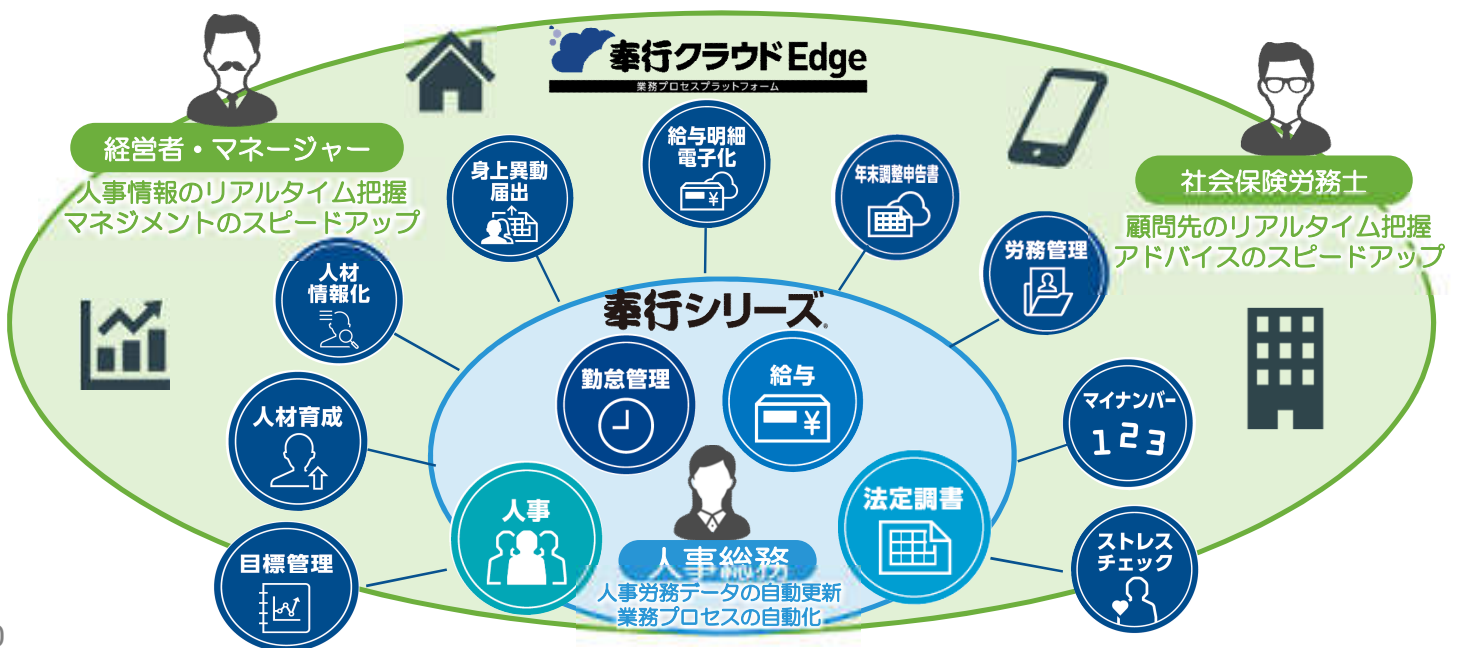 奉行クラウド Edge
業務プロセスプラットフォーム
経営者・マネージャー
人事情報のリアルタイム把握
マネジメントのスピードアップ
社会保険労務士
顧問先のリアルタイム把握
アドバイスのスピードアップ
給与明細
電子化
¥
身上異動
届出
年末調整申告書
人材
情報化
労務管理
人材育成
マイナンバー
1 2 3
目標管理
ストレス
チェック
奉行シリーズ®
勤怠管理
給与
¥
人事
法定調書
人事総務
人事労務データの自動更新
業務プロセスの自動化